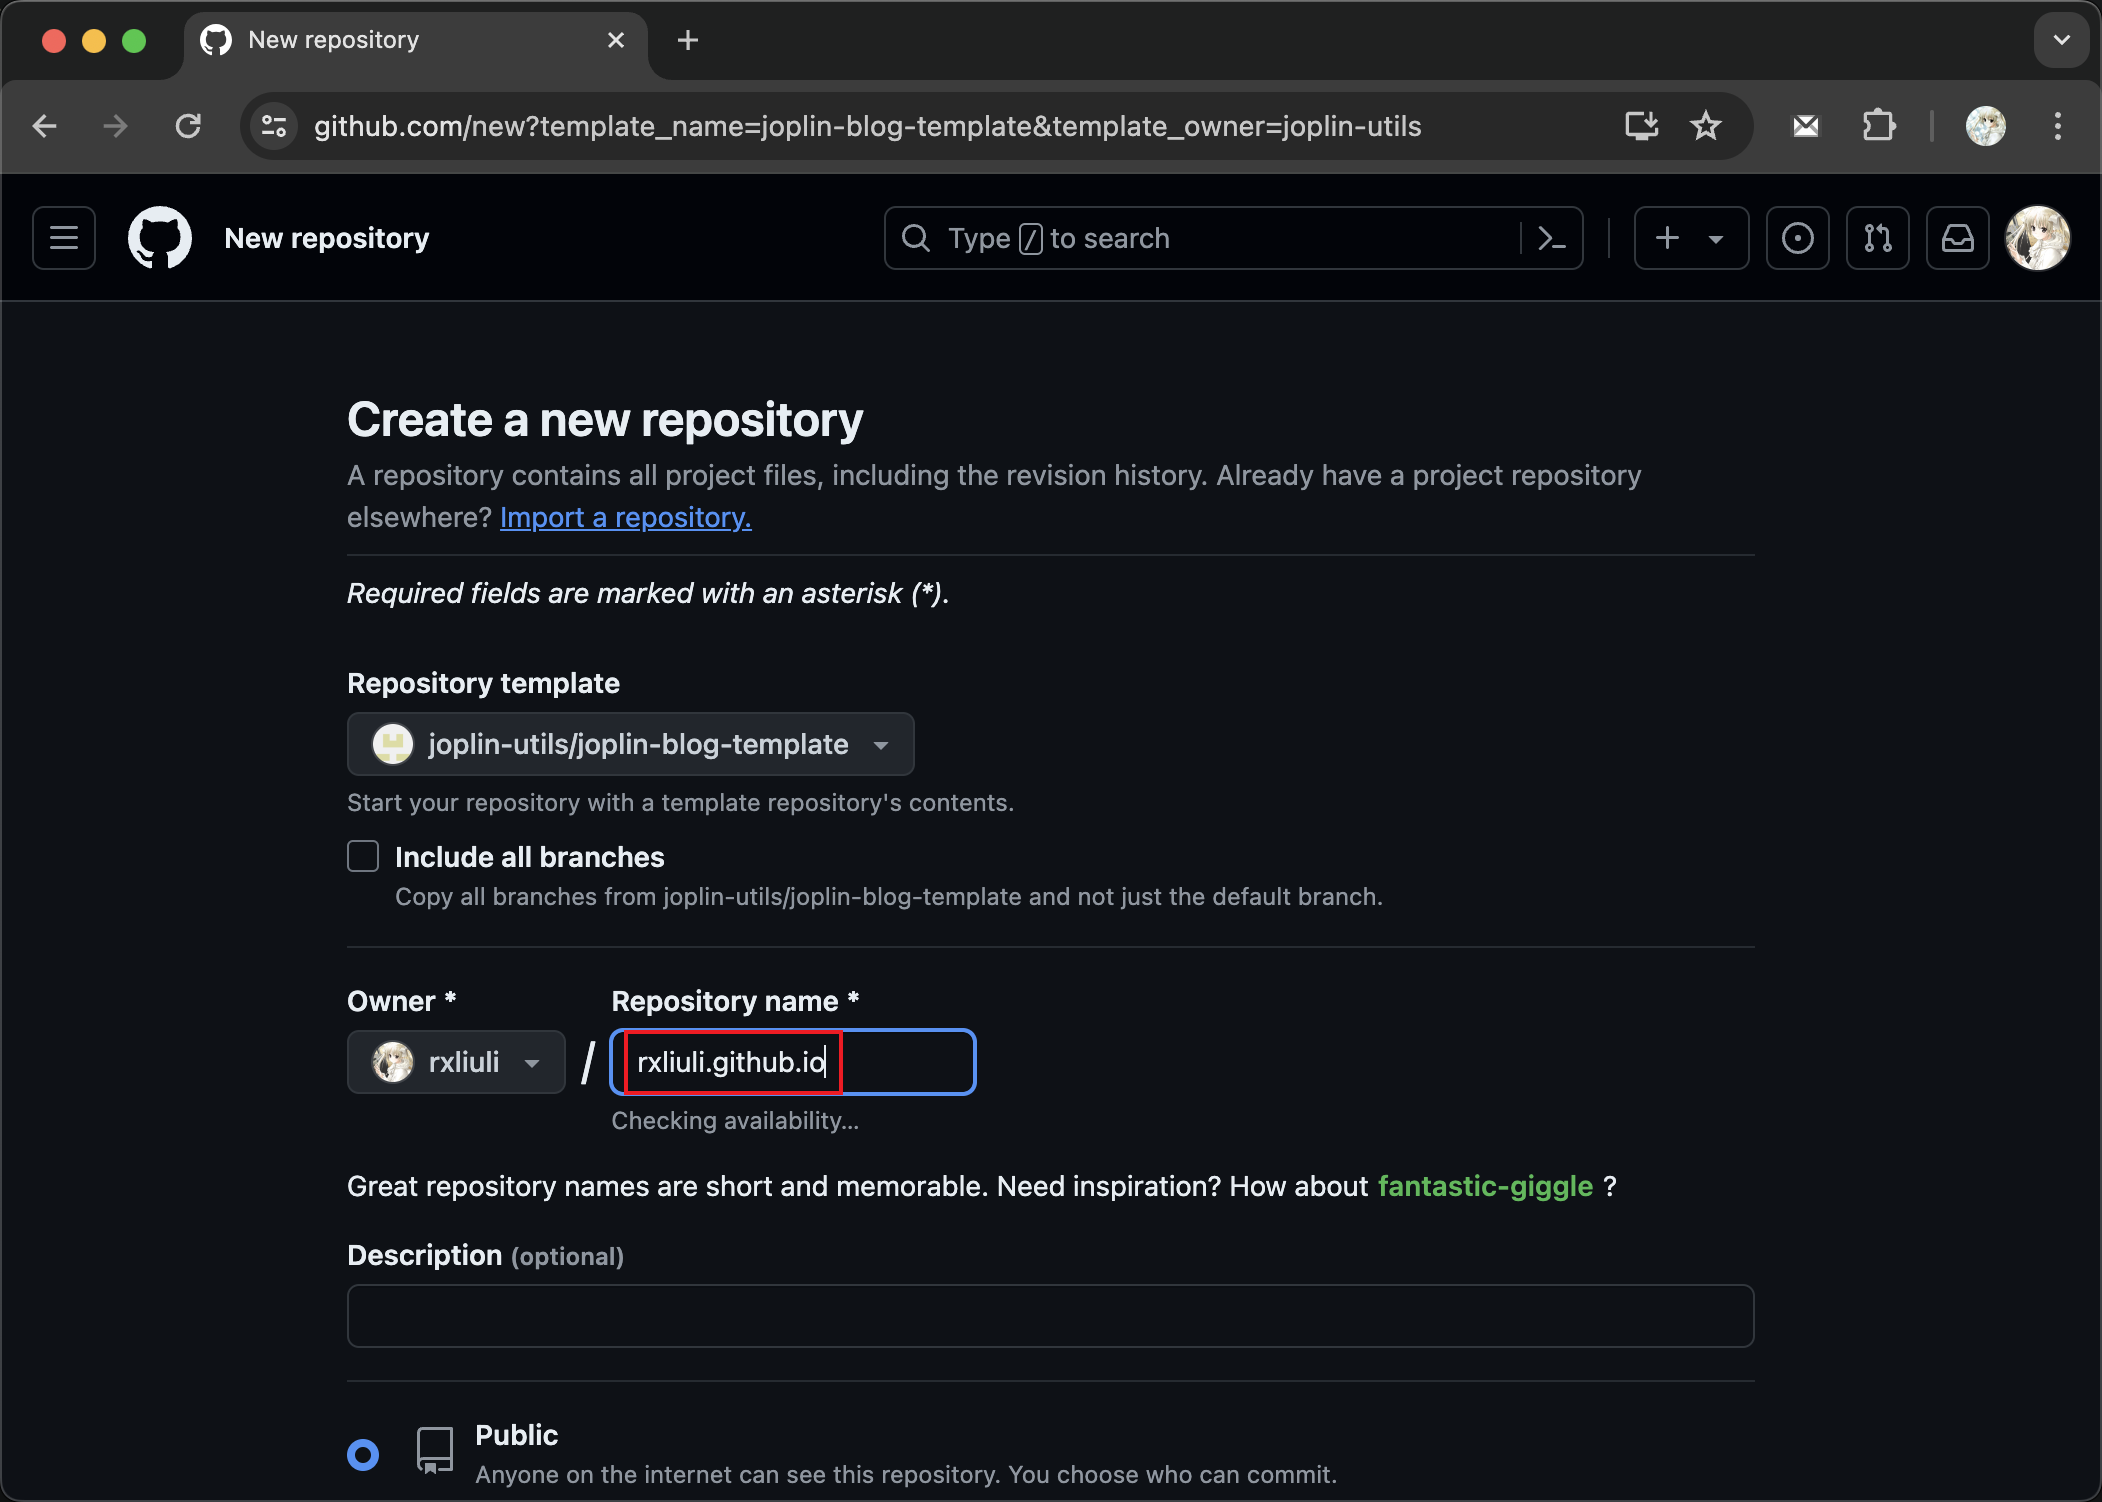 New repository
github.com/new?template_name=joplin-blog-template&template_owner=joplin-utils
New repository
Type / to search
Create a new repository
A repository contains all project files, including the revision history. Already have a project repository
elsewhere? Import a repository.
Required fields are marked with an asterisk (*).
Repository template
joplin-utils/joplin-blog-template
Start your repository with a template repository's contents.
Include all branches
Copy all branches from joplin-utils/joplin-blog-template and not just the default branch.
Owner * Repository name *
rxliuli / rxliuli.github.io
Checking availability...
Great repository names are short and memorable. Need inspiration? How about fantastic-giggle ?
Description (optional)
Public
Anyone on the internet can see this repository. You choose who can commit.